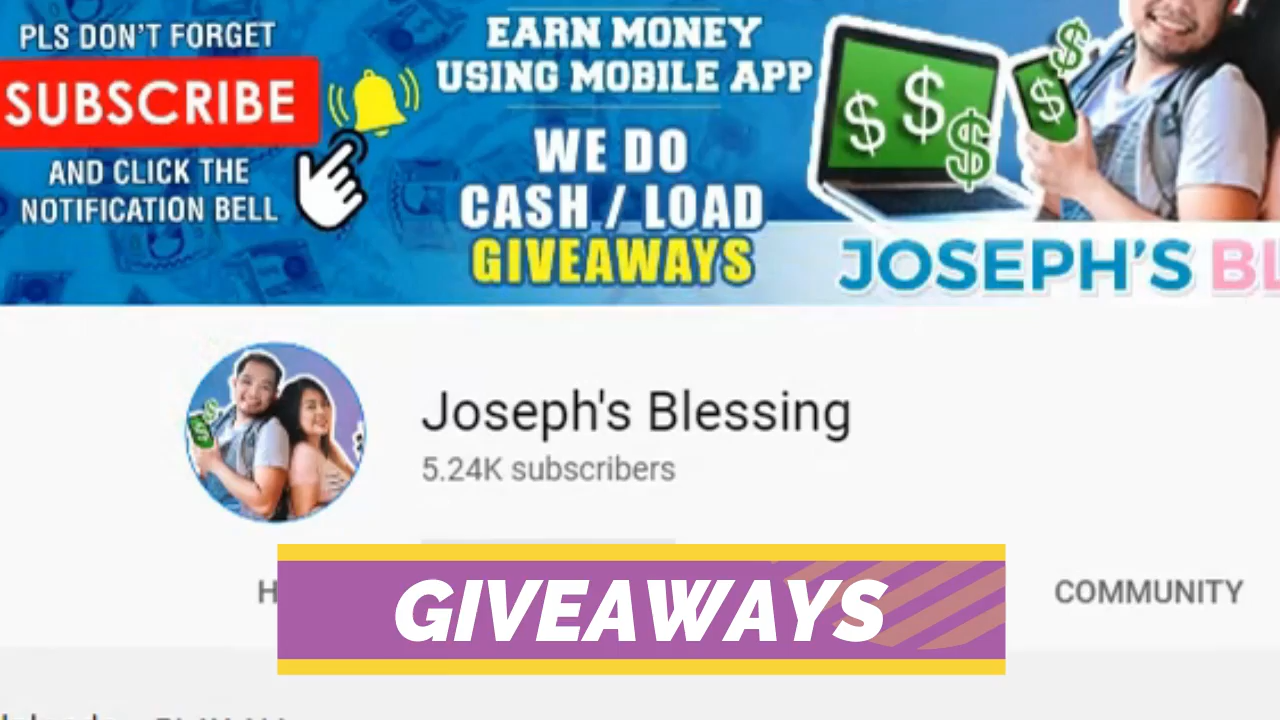 PLS DON'T FORGET
SUBSCRIBE
AND CLICK THE
NOTIFICATION BELL
EARN MONEY
USING MOBILE APP
WE DO
CASH / LOAD
GIVEAWAYS
JOSEPH'S
Joseph's Blessing
5.24K subscribers
COMMUNITY
GIVEAWAYS